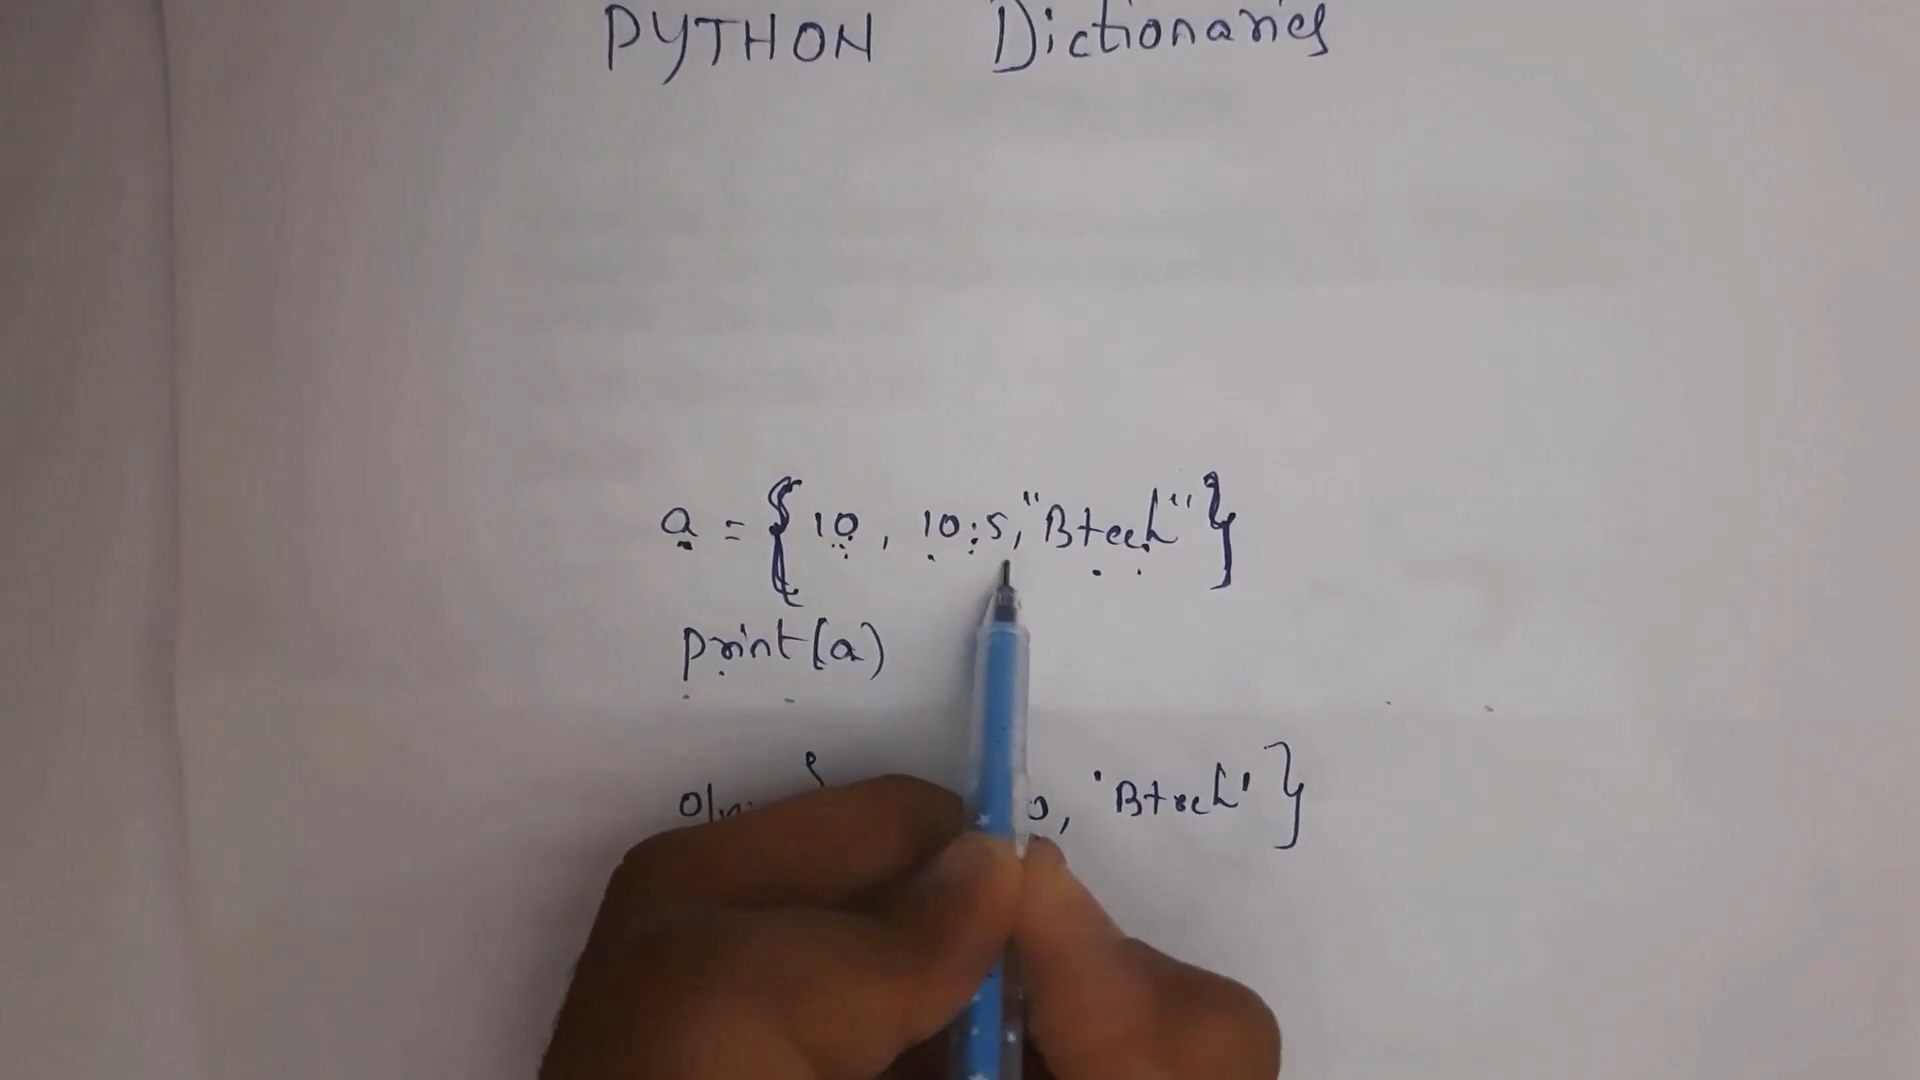 PYTHON Dictionaries
a = { 10 , 10:5, "Btech" }
print(a)
, 'Btech' }